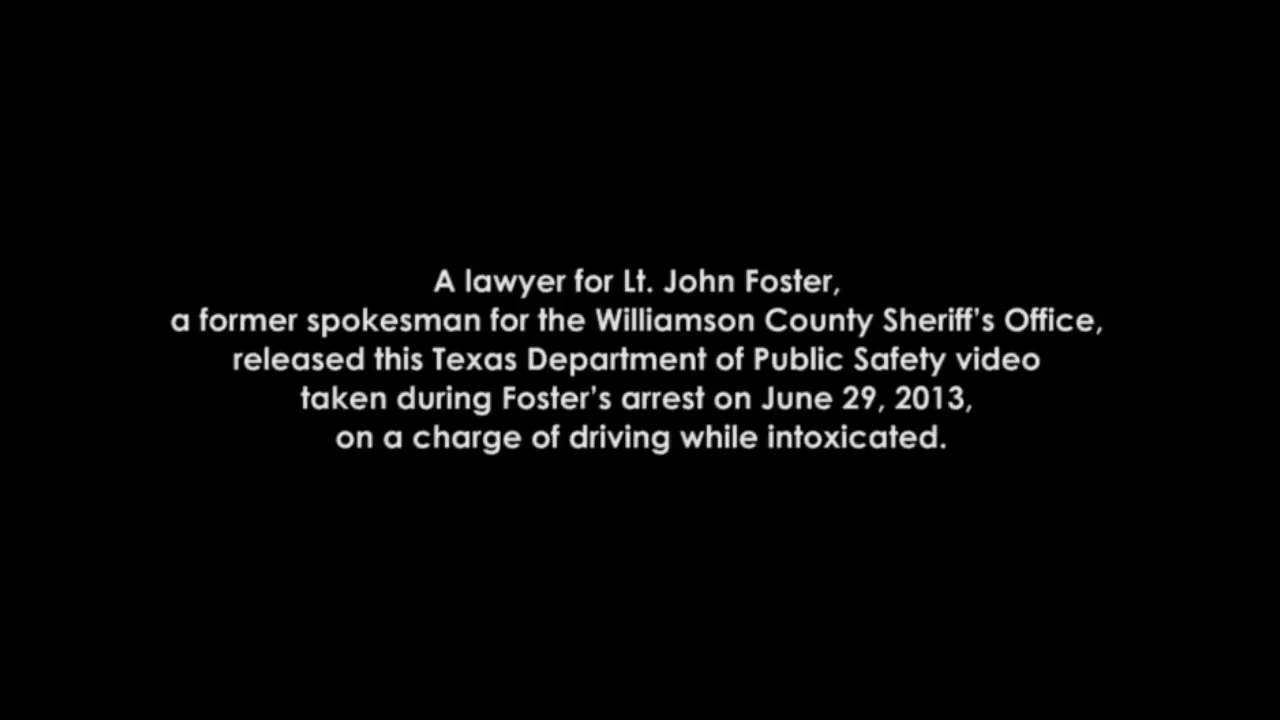 A lawyer for Lt. John Foster,
a former spokesman for the Williamson County Sheriff's Office,
released this Texas Department of Public Safety video
taken during Foster's arrest on June 29, 2013,
on a charge of driving while intoxicated.